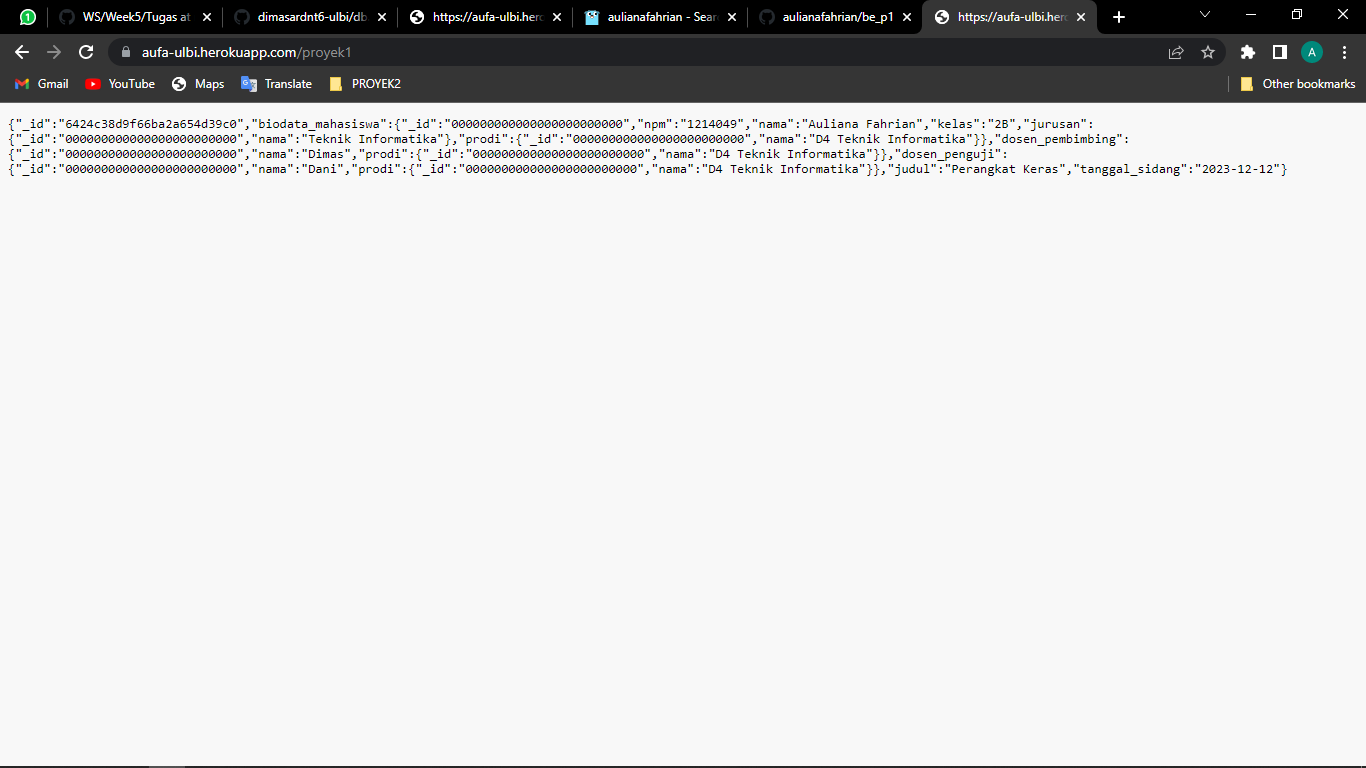 1
WS/Week5/Tugas at
dimasardnt6-ulbi/db
https://aufa-ulbi.hero
aulianafahrian - Sear
aulianafahrian/be_p1
https://aufa-ulbi.hero
aufa-ulbi.herokuapp.com/proyek1
A
Gmail
YouTube
Maps
Translate
PROYEK2
Other bookmarks
{"_id":"6424c38d9f66ba2a654d39c0","biodata_mahasiswa":{"_id":"000000000000000000000000","npm":"1214049","nama":"Auliana Fahrian","kelas":"2B","jurusan":
{"_id":"000000000000000000000000","nama":"Teknik Informatika"},"prodi":{"_id":"000000000000000000000000","nama":"D4 Teknik Informatika"}},"dosen_pembimbing":
{"_id":"000000000000000000000000","nama":"Dimas","prodi":{"_id":"000000000000000000000000","nama":"D4 Teknik Informatika"}},"dosen_penguji":
{"_id":"000000000000000000000000","nama":"Dani","prodi":{"_id":"000000000000000000000000","nama":"D4 Teknik Informatika"}},"judul":"Perangkat Keras","tanggal_sidang":"2023-12-12"}